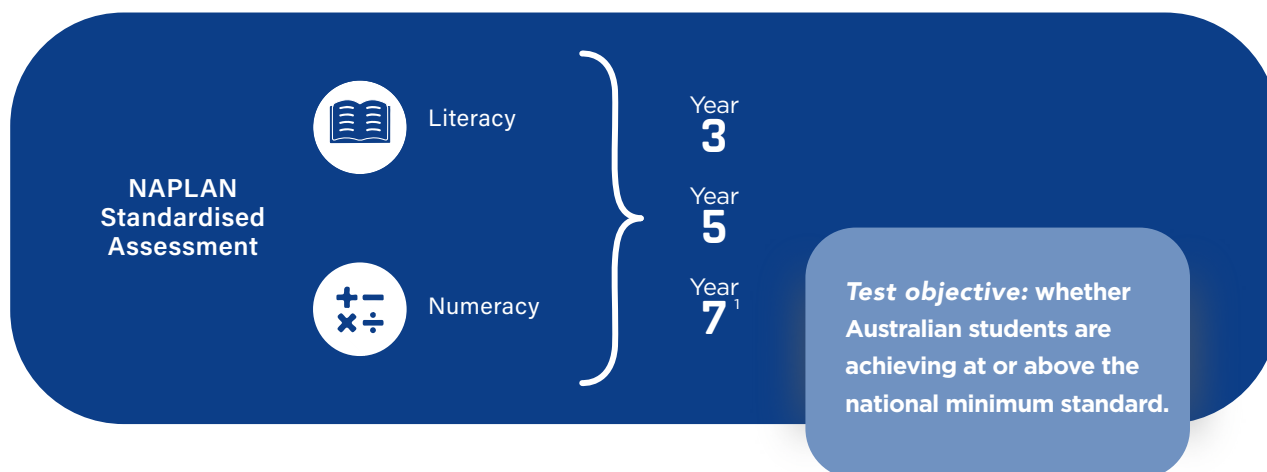 NAPLAN
Standardised
Assessment
Literacy
Numeracy
Year
3
Year
5
Year
7 1
Test objective: whether
Australian students are
achieving at or above the
national minimum standard.